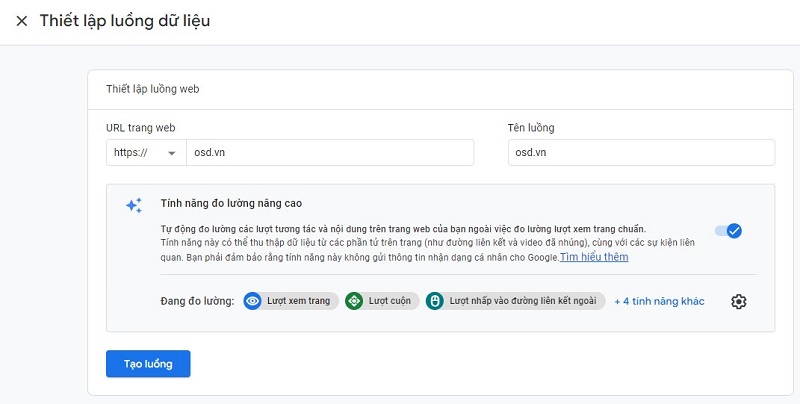 Thiết lập luồng dữ liệu
Thiết lập luồng web
URL trang web
Tên luồng
https://
osd.vn
osd.vn
Tính năng đo lường nâng cao
Tự động đo lường các lượt tương tác và nội dung trên trang web của bạn ngoài việc đo lường lượt xem trang chuẩn.
Tính năng này có thể thu thập dữ liệu từ các phần tử trên trang (như đường liên kết và video đã nhúng), cùng với các sự kiện liên
quan. Bạn phải đảm bảo rằng tính năng này không gửi thông tin nhận dạng cá nhân cho Google.Tìm hiểu thêm
Đang đo lường: Lượt xem trang Lượt cuộn Lượt nhấp vào đường liên kết ngoài + 4 tính năng khác
Tạo luồng